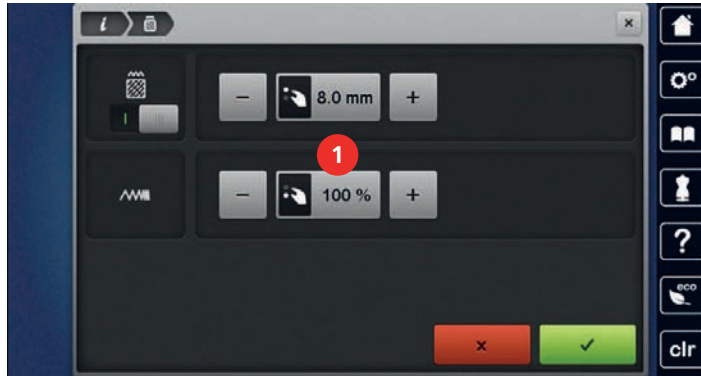 i
×
− 8.0 mm +
1
− 100 % +
?
eco
clr